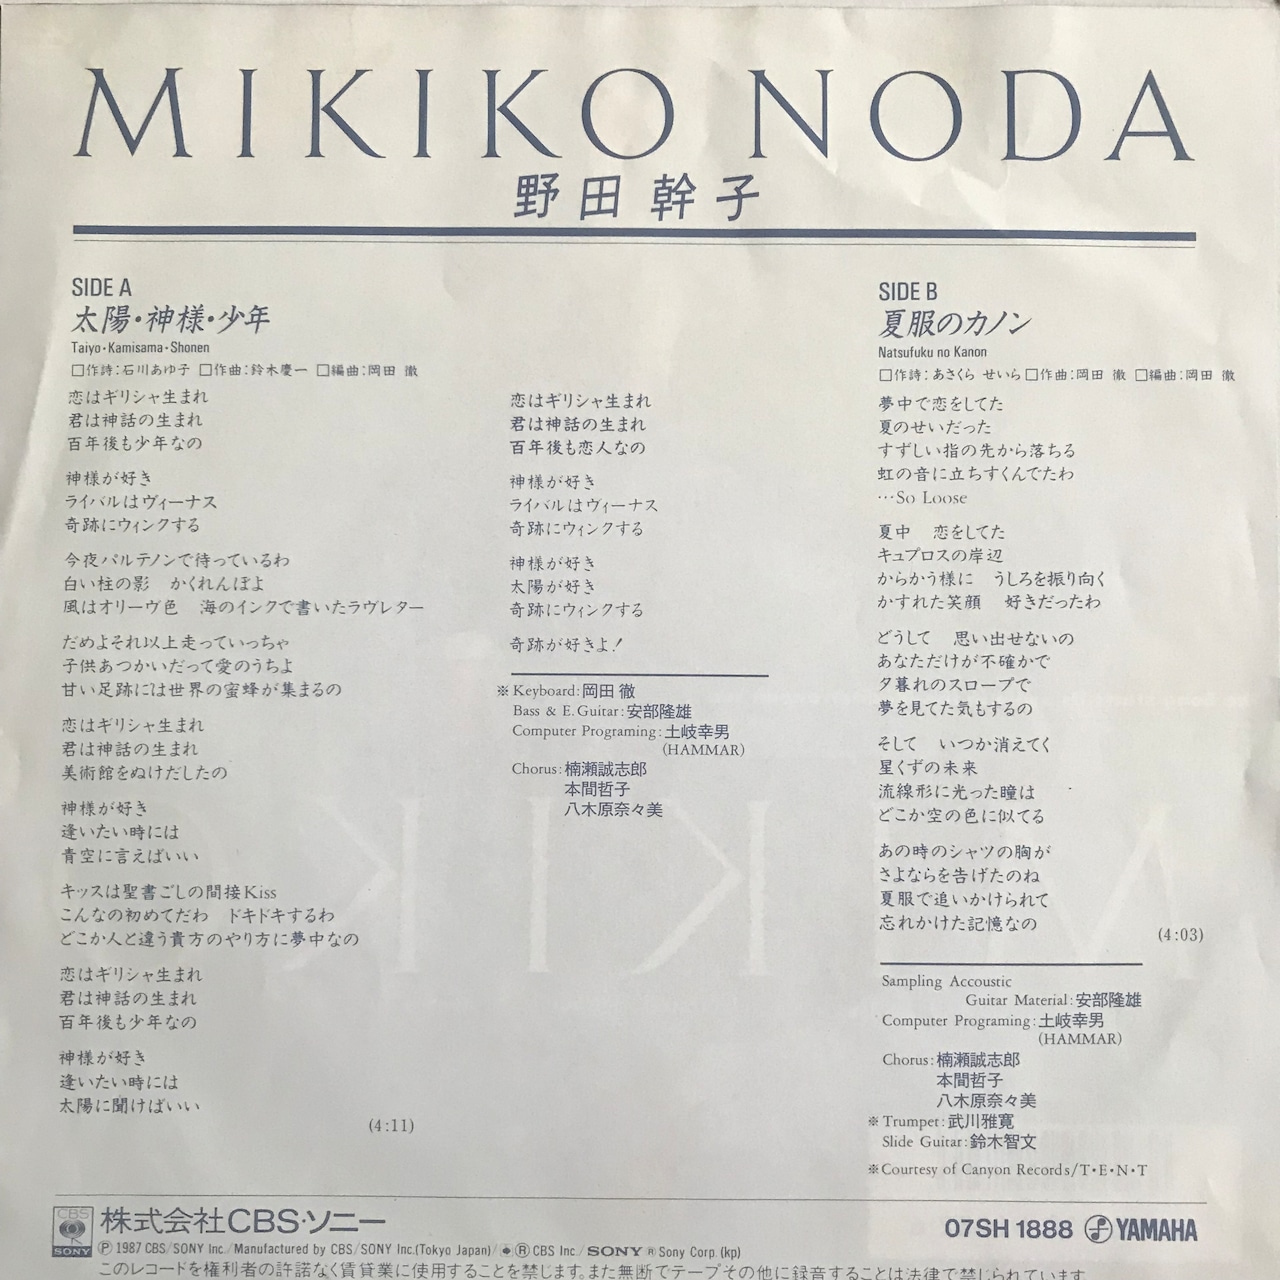 MIKIKO NODA
野田幹子
SIDE A
太陽・神様・少年
Taiyo・Kamisama・Shonen
□作詩：石川あゆ子 □作曲：鈴木慶一 □編曲：岡田 徹
恋はギリシャ生まれ
君は神話の生まれ
百年後も少年なの
神様が好き
ライバルはヴィーナス
奇跡にウィンクする
今夜パルテノンで待っているわ
白い柱の影　かくれんぼよ
風はオリーヴ色　海のインクで書いたラヴレター
だめよそれ以上走っていっちゃ
子供あつかいだって愛のうちよ
甘い足跡には世界の蜜蜂が集まるの
恋はギリシャ生まれ
君は神話の生まれ
美術館をぬけだしたの
神様が好き
逢いたい時には
青空に言えばいい
キッスは聖書ごしの間接Kiss
こんなの初めてだわ　ドキドキするわ
どこか人と違う貴方のやり方に夢中なの
恋はギリシャ生まれ
君は神話の生まれ
百年後も少年なの
神様が好き
逢いたい時には
太陽に聞けばいい
(4:11)
恋はギリシャ生まれ
君は神話の生まれ
百年後も恋人なの
神様が好き
ライバルはヴィーナス
奇跡にウィンクする
神様が好き
太陽が好き
奇跡にウィンクする
奇跡が好きよ！
※Keyboard：岡田 徹
Bass & E.Guitar：安部隆雄
Computer Programing：土岐幸男
(HAMMAR)
Chorus：楠瀬誠志郎
本間哲子
八木原奈々美
SIDE B
夏服のカノン
Natsufuku no Kanon
□作詩：あさくら せいら □作曲：岡田 徹 □編曲：岡田 徹
夢中で恋をしてた
夏のせいだった
すずしい指の先から落ちる
虹の音に立ちすくんでたわ
…So Loose
夏中　恋をしてた
キュプロスの岸辺
からかう様に　うしろを振り向く
かすれた笑顔　好きだったわ
どうして　思い出せないの
あなただけが不確かで
夕暮れのスロープで
夢を見てた気もするの
そして　いつか消えてく
星くずの未来
流線形に光った瞳は
どこか空の色に似てる
あの時のシャツの胸が
さよならを告げたのね
夏服で追いかけられて
忘れかけた記憶なの
(4:03)
Sampling Accoustic
Guitar Material：安部隆雄
Computer Programing：土岐幸男
(HAMMAR)
Chorus：楠瀬誠志郎
本間哲子
八木原奈々美
※Trumpet：武川雅寛
Slide Guitar：鈴木智文
※Courtesy of Canyon Records/T・E・N・T
CBS
SONY
株式会社CBS・ソニー
07SH 1888 YAMAHA
Ⓟ 1987 CBS/SONY Inc./Manufactured by CBS/SONY Inc.(Tokyo Japan)/ ® CBS Inc./SONY ® Sony Corp. (kp)
このレコードを権利者の許諾なく賃貸業に使用することを禁じます。また無断でテープその他に録音することは法律で禁じられています。